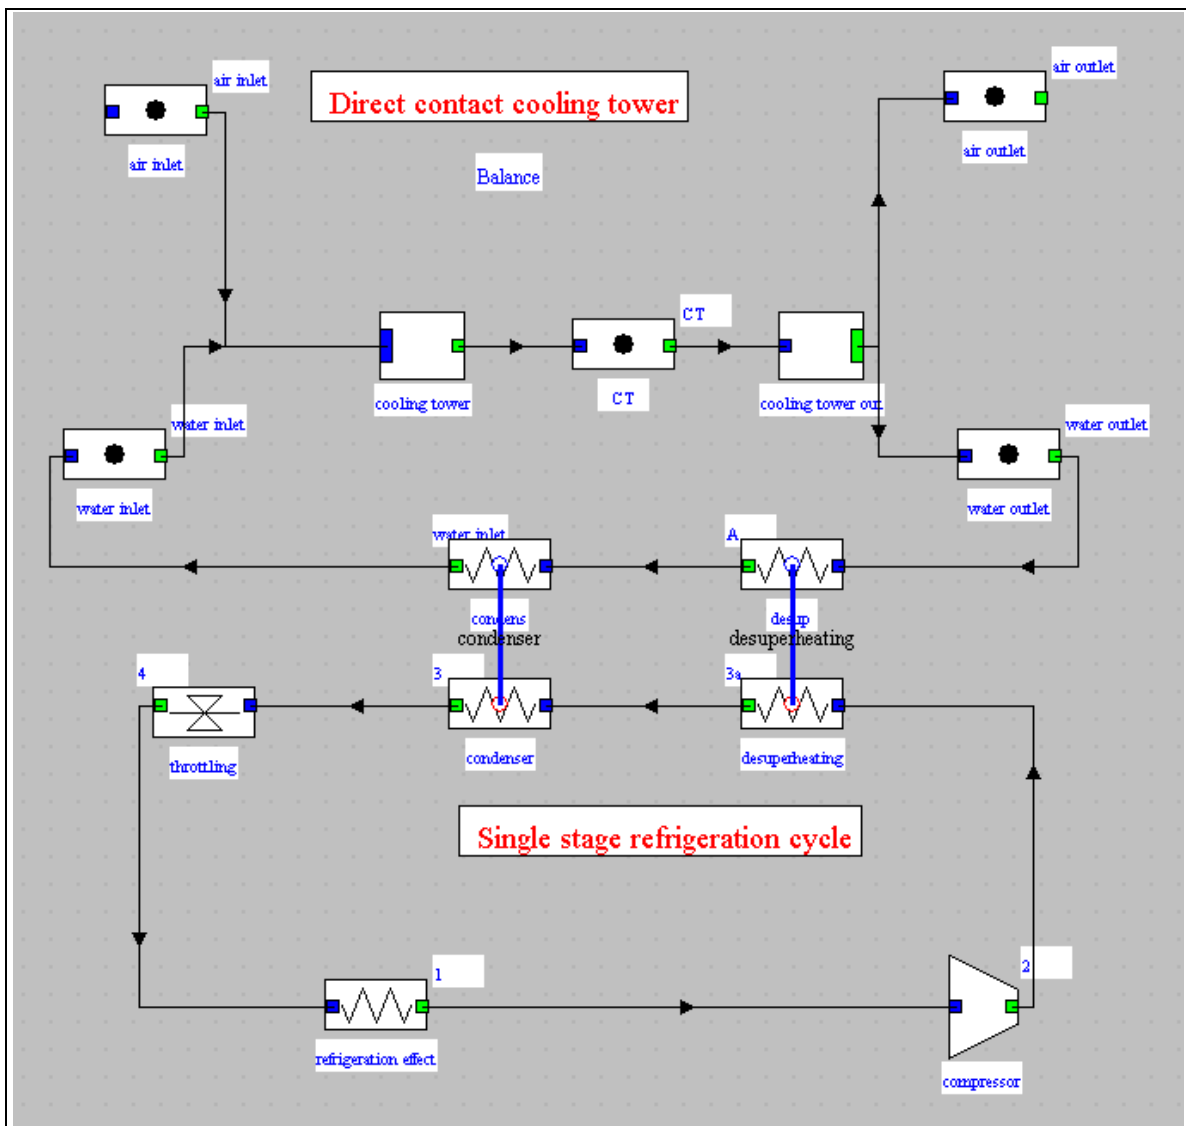 air inlet
air outlet
Direct contact cooling tower
air inlet
air outlet
Balance
CT
cooling tower
CT
cooling tower out
water inlet
water outlet
water inlet
water outlet
water inlet
A
condens
desup
condenser
desuperheating
4
3
3a
throttling
condenser
desuperheating
Single stage refrigeration cycle
1
2
refrigeration effect
compressor